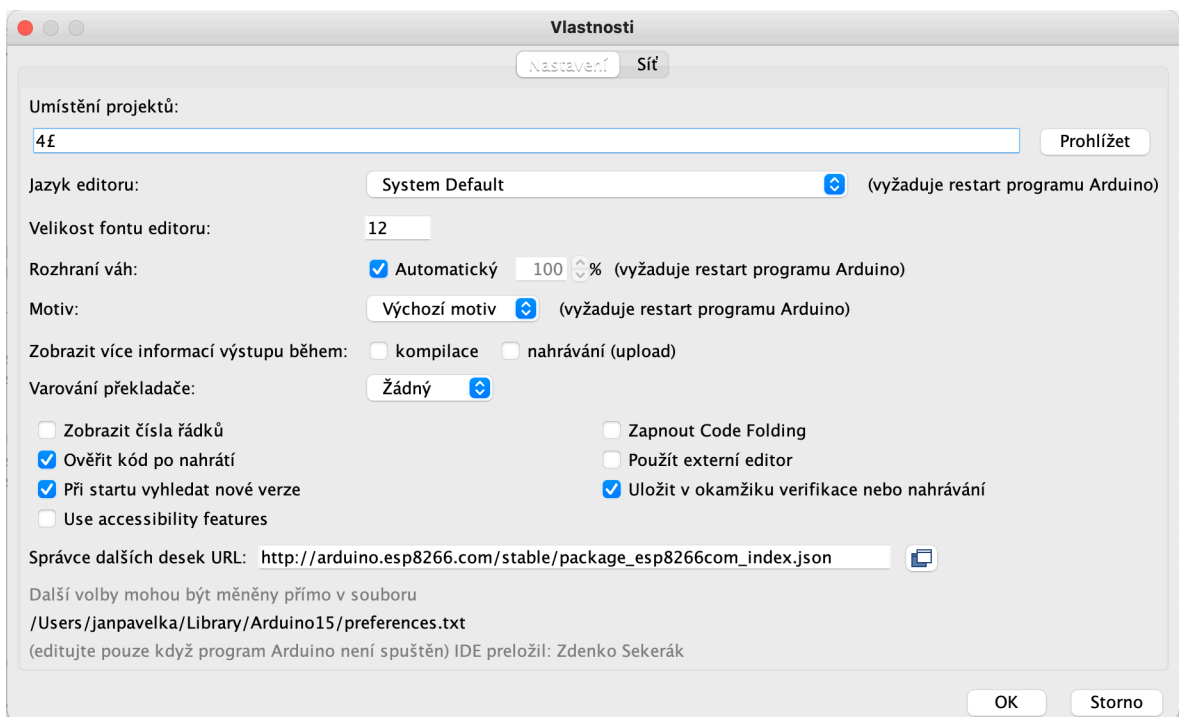 Vlastnosti
Nastavení Síť
Umístění projektů:
4£ Prohlížet
Jazyk editoru: System Default (vyžaduje restart programu Arduino)
Velikost fontu editoru: 12
Rozhraní váh: Automatický 100 % (vyžaduje restart programu Arduino)
Motiv: Výchozí motiv (vyžaduje restart programu Arduino)
Zobrazit více informací výstupu během: kompilace nahrávání (upload)
Varování překladače: Žádný
Zobrazit čísla řádků Zapnout Code Folding
Ověřit kód po nahrátí Použít externí editor
Při startu vyhledat nové verze Uložit v okamžiku verifikace nebo nahrávání
Use accessibility features
Správce dalších desek URL: http://arduino.esp8266.com/stable/package_esp8266com_index.json
Další volby mohou být měněny přímo v souboru
/Users/janpavelka/Library/Arduino15/preferences.txt
(editujte pouze když program Arduino není spuštěn) IDE preložil: Zdenko Sekerák
OK Storno